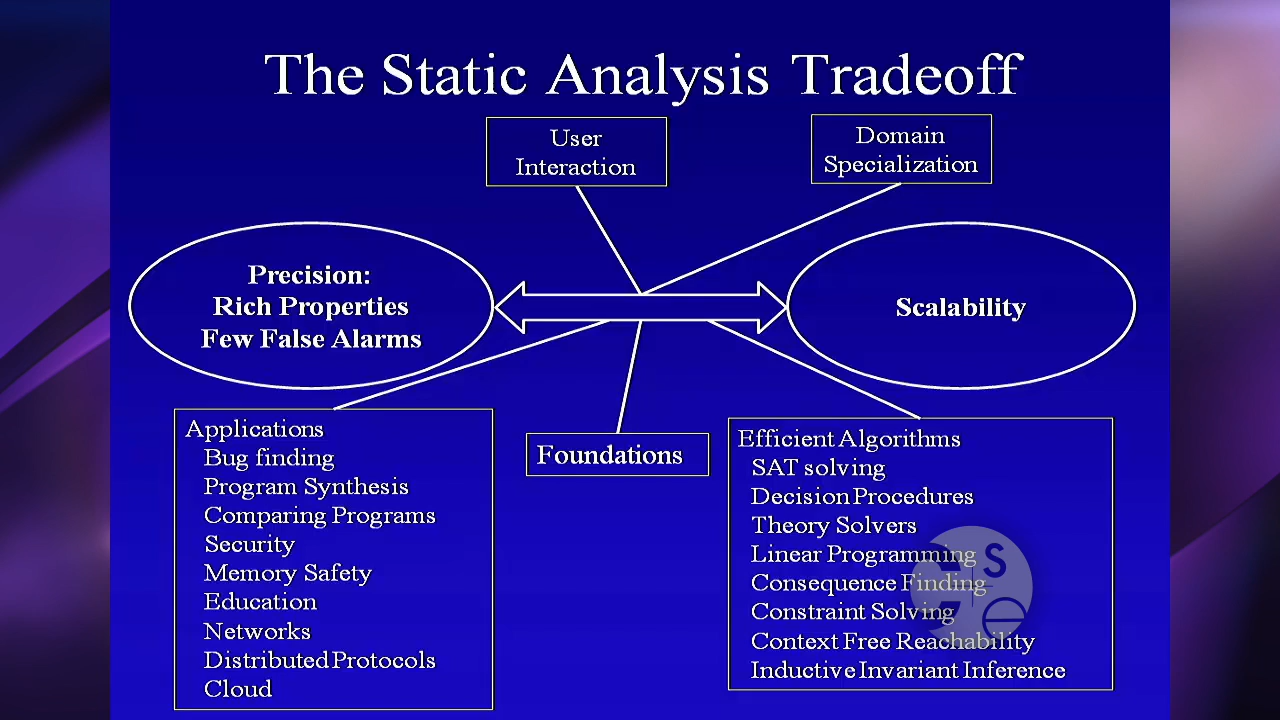 The Static Analysis Tradeoff
User
Interaction
Domain
Specialization
Precision:
Rich Properties
Few False Alarms
Scalability
Applications
Bug finding
Program Synthesis
Comparing Programs
Security
Memory Safety
Education
Networks
Distributed Protocols
Cloud
Foundations
Efficient Algorithms
SAT solving
Decision Procedures
Theory Solvers
Linear Programming
Consequence Finding
Constraint Solving
Context Free Reachability
Inductive Invariant Inference